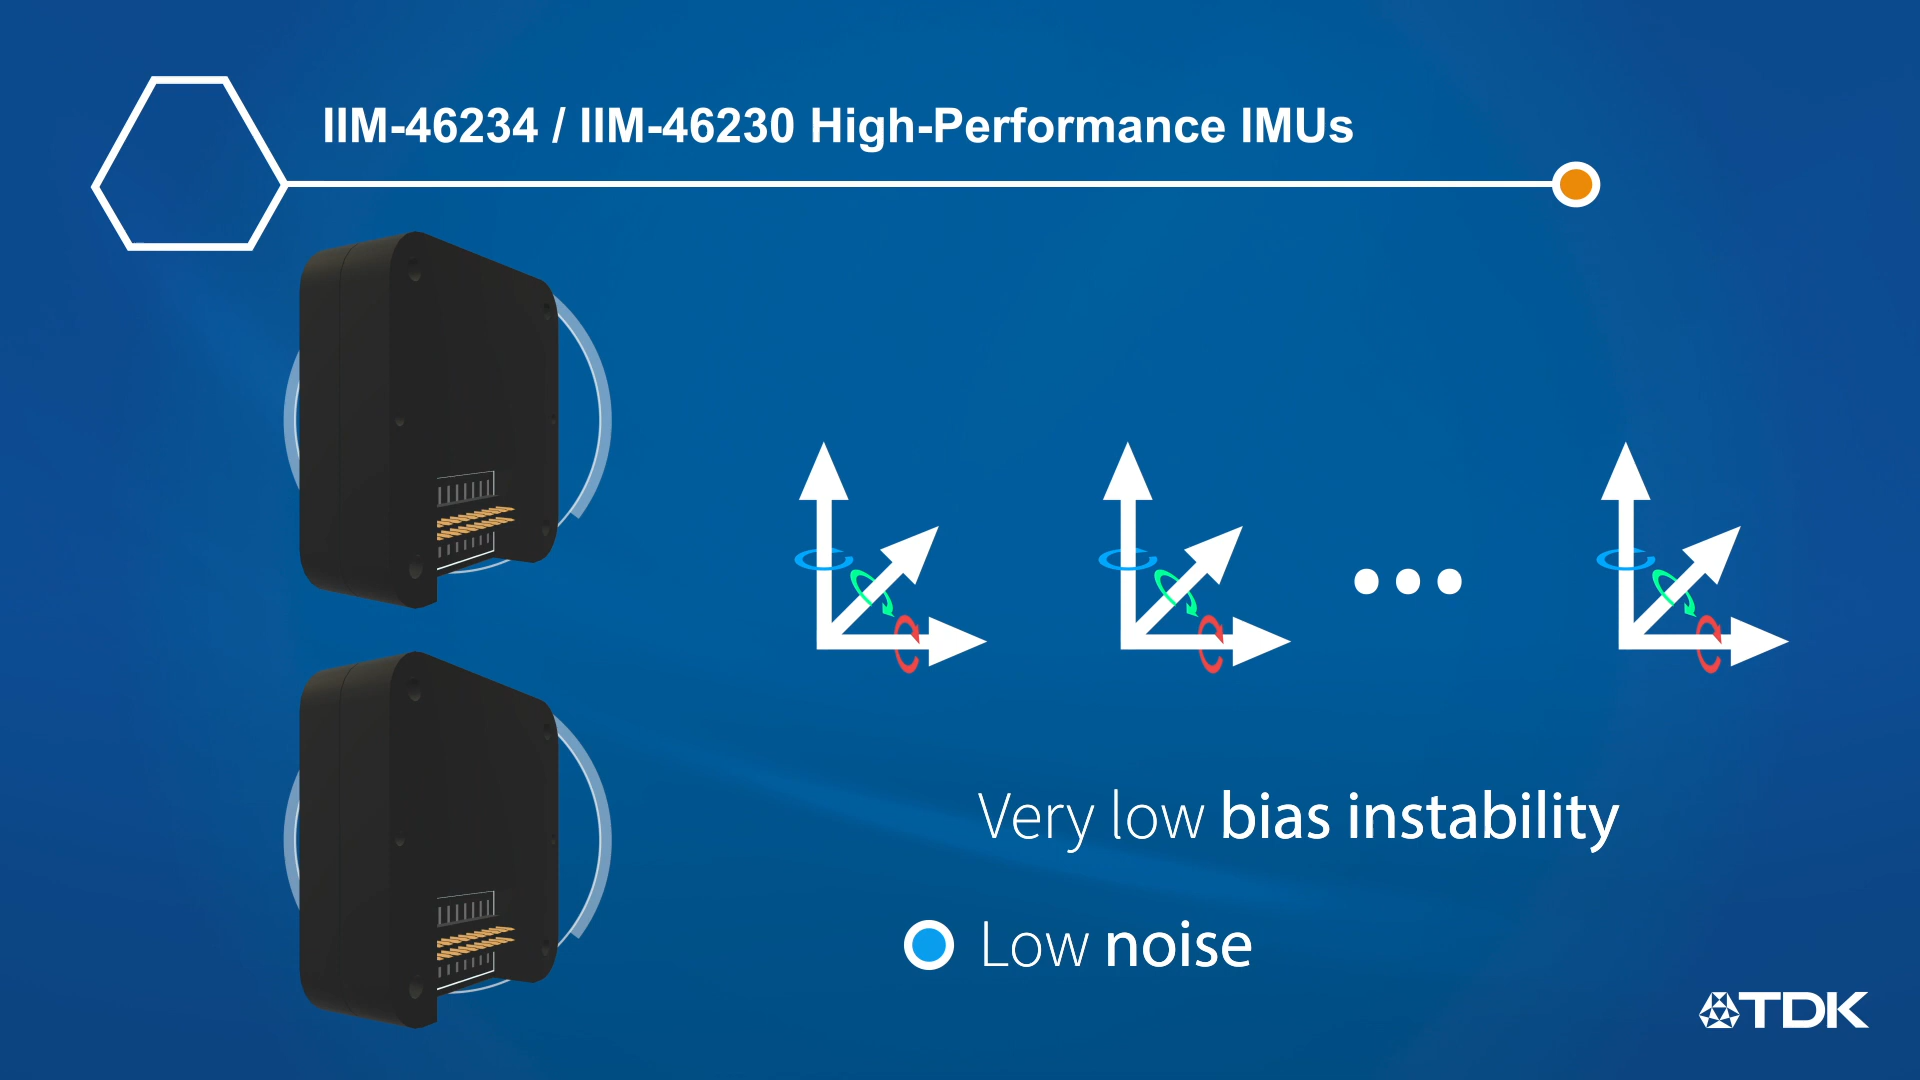 IIM-46234 / IIM-46230 High-Performance IMUs
Very low bias instability
Low noise
TDK